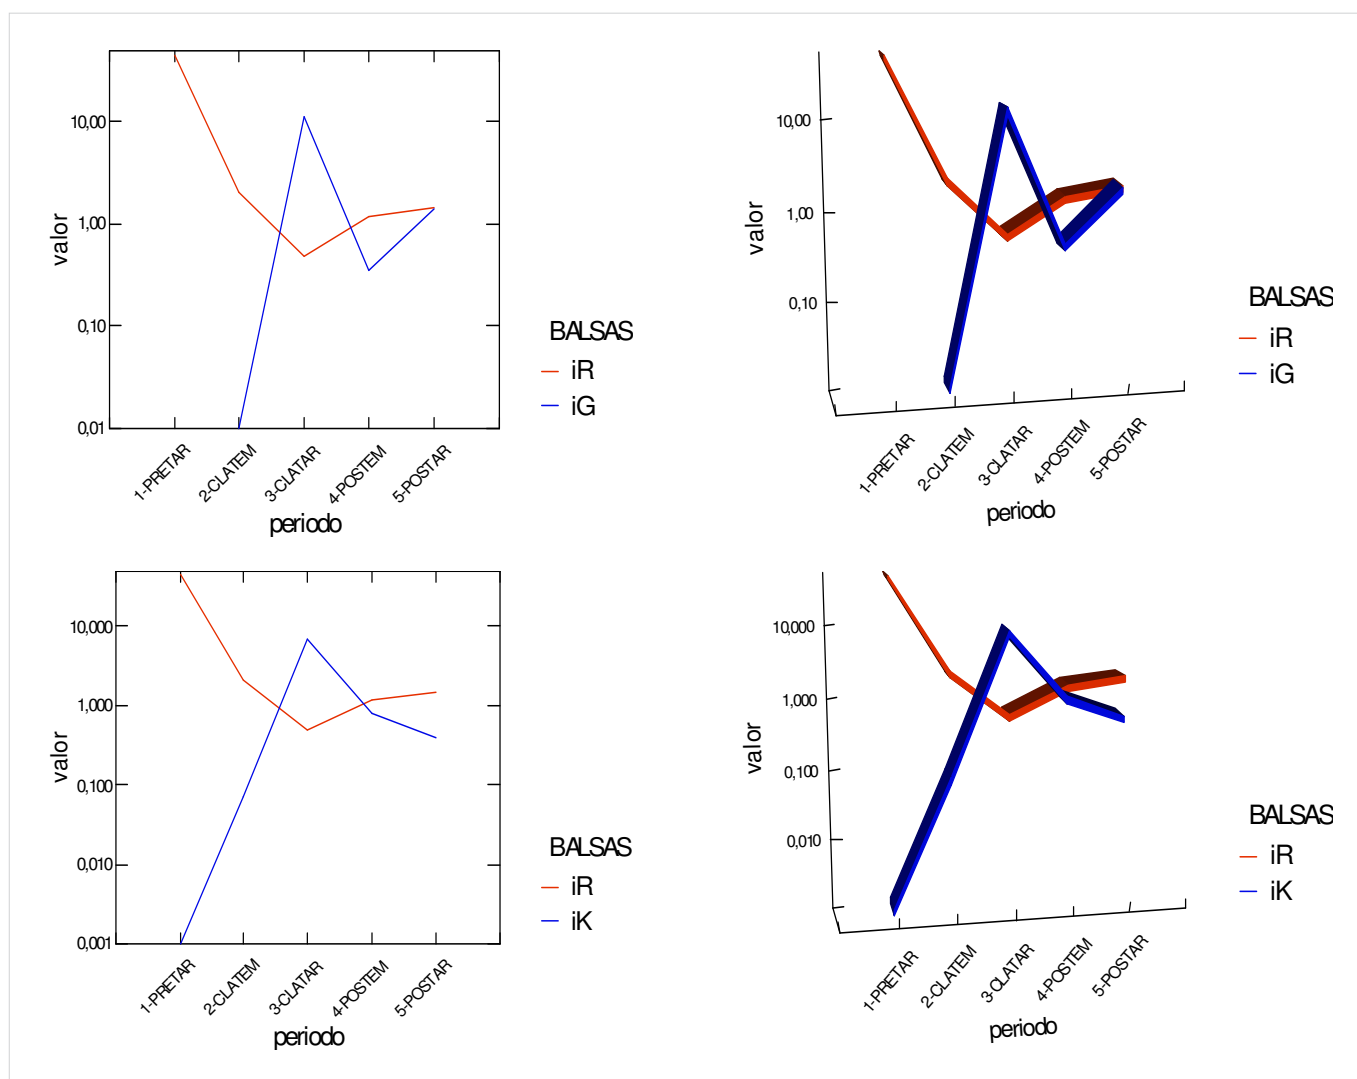 10,00
1,00
0,10
0,01
valor
1-PRETAR
2-CLATEM
3-CLATAR
4-POSTEM
5-POSTAR
periodo
BALSAS
iR
iG
10,00
1,00
0,10
valor
1-PRETAR
2-CLATEM
3-CLATAR
4-POSTEM
5-POSTAR
periodo
BALSAS
iR
iG
10,000
1,000
0,100
0,010
0,001
valor
1-PRETAR
2-CLATEM
3-CLATAR
4-POSTEM
5-POSTAR
periodo
BALSAS
iR
iK
10,000
1,000
0,100
0,010
valor
1-PRETAR
2-CLATEM
3-CLATAR
4-POSTEM
5-POSTAR
periodo
BALSAS
iR
iK